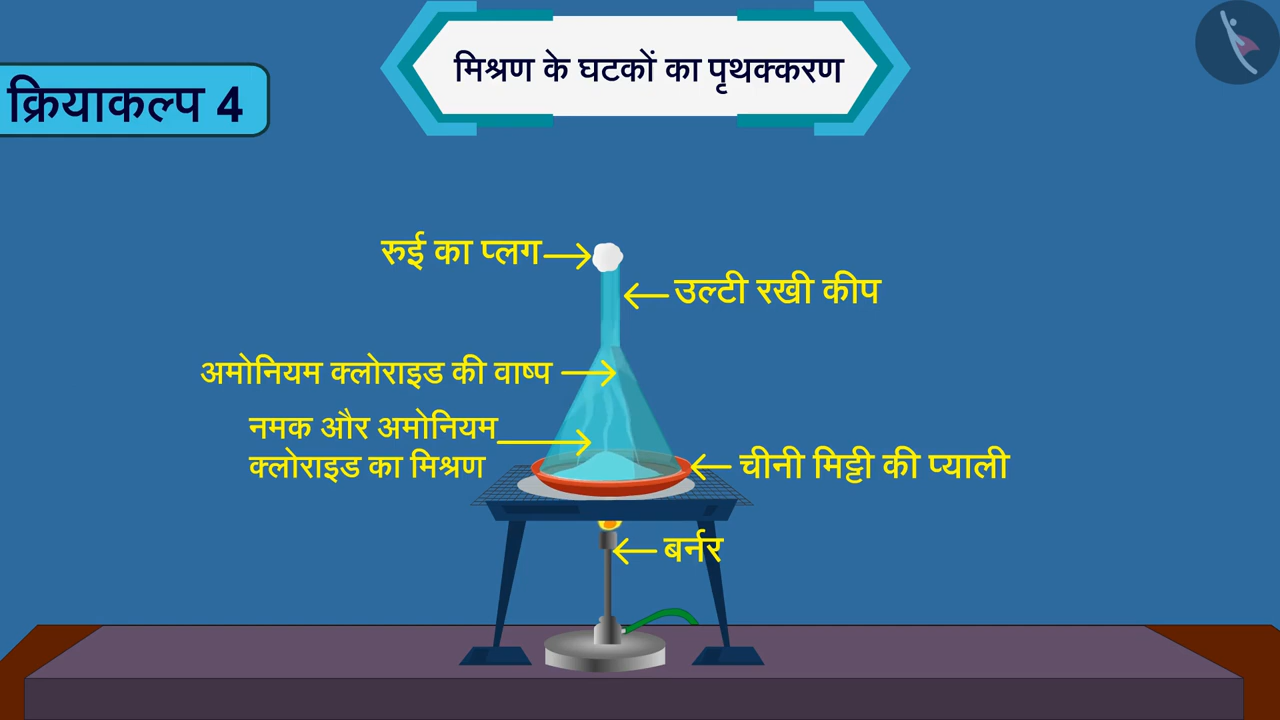 मिश्रण के घटकों का पृथक्करण
क्रियाकल्प 4
रुई का प्लग
उल्टी रखी कीप
अमोनियम क्लोराइड की वाष्प
नमक और अमोनियम
क्लोराइड का मिश्रण
चीनी मिट्टी की प्याली
बर्नर